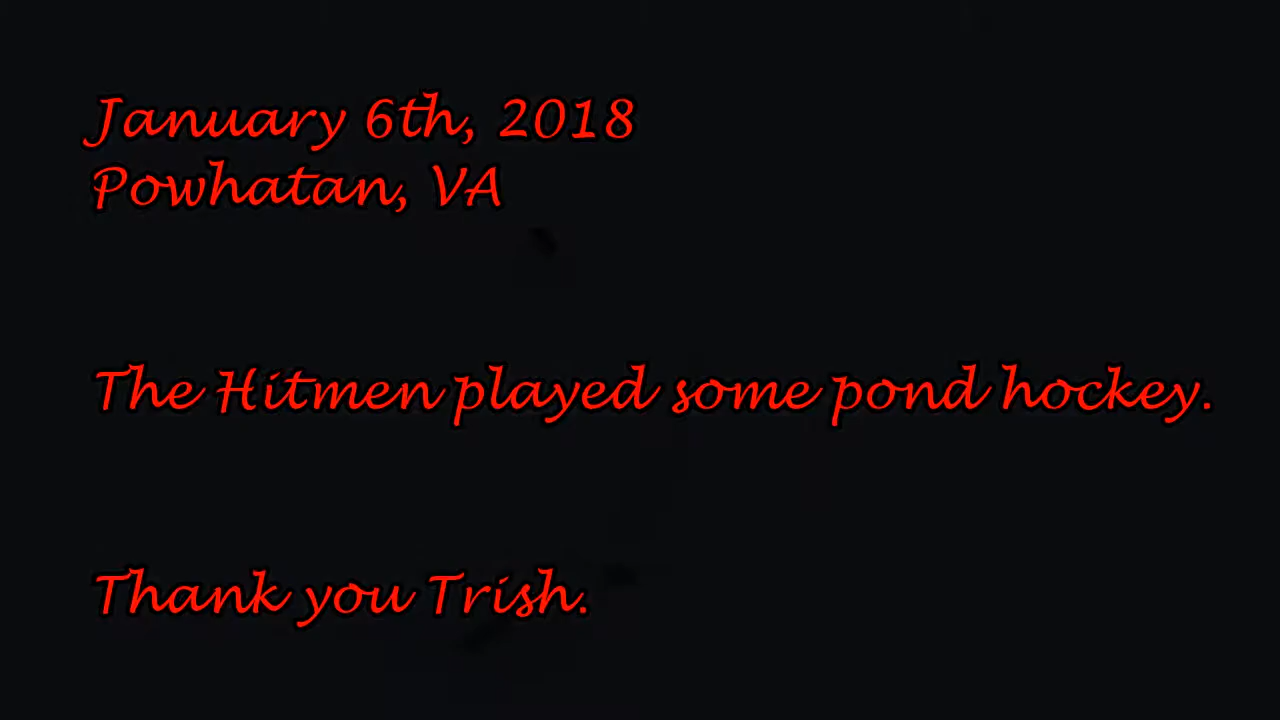 January 6th, 2018
Powhatan, VA
The Hitmen played some pond hockey.
Thank you Trish.